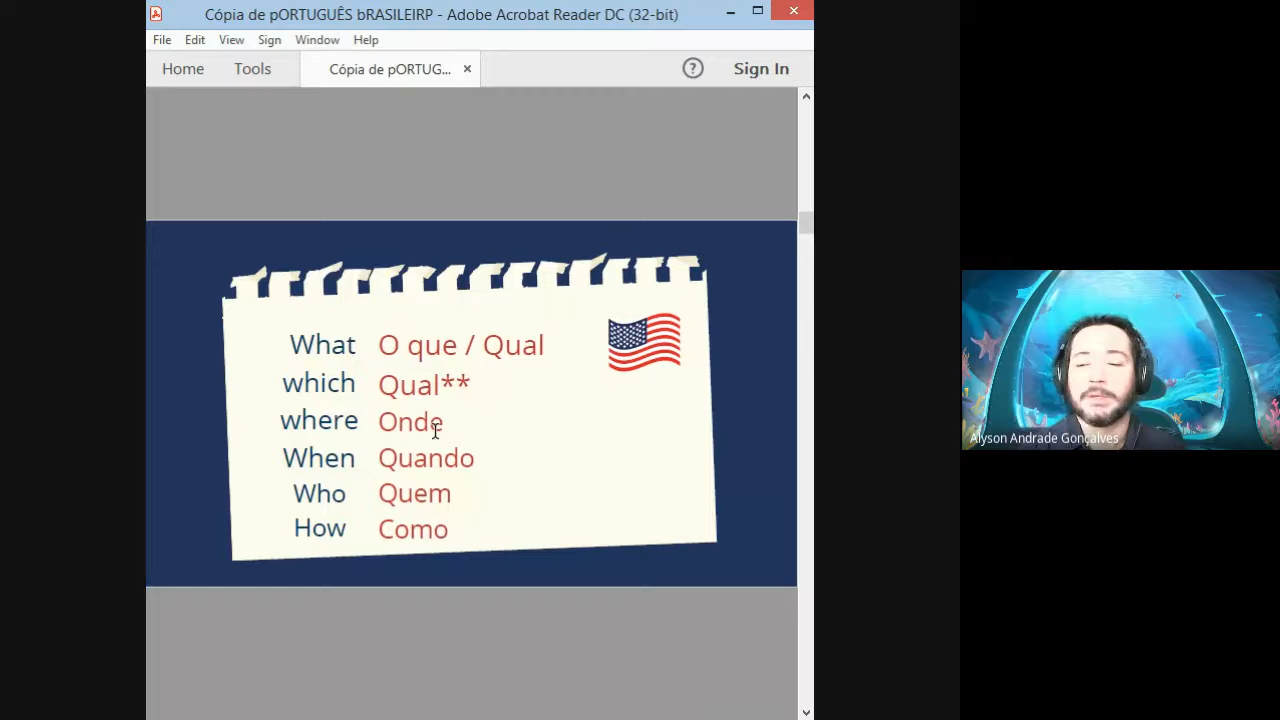 Cópia de pORTUGUÊS bRASILEIRP - Adobe Acrobat Reader DC (32-bit)
File Edit View Sign Window Help
Home Tools Cópia de pORTUG... × ? Sign In
What O que / Qual
which Qual**
where Onde
When Quando
Who Quem
How Como
Alyson Andrade Gonçalves